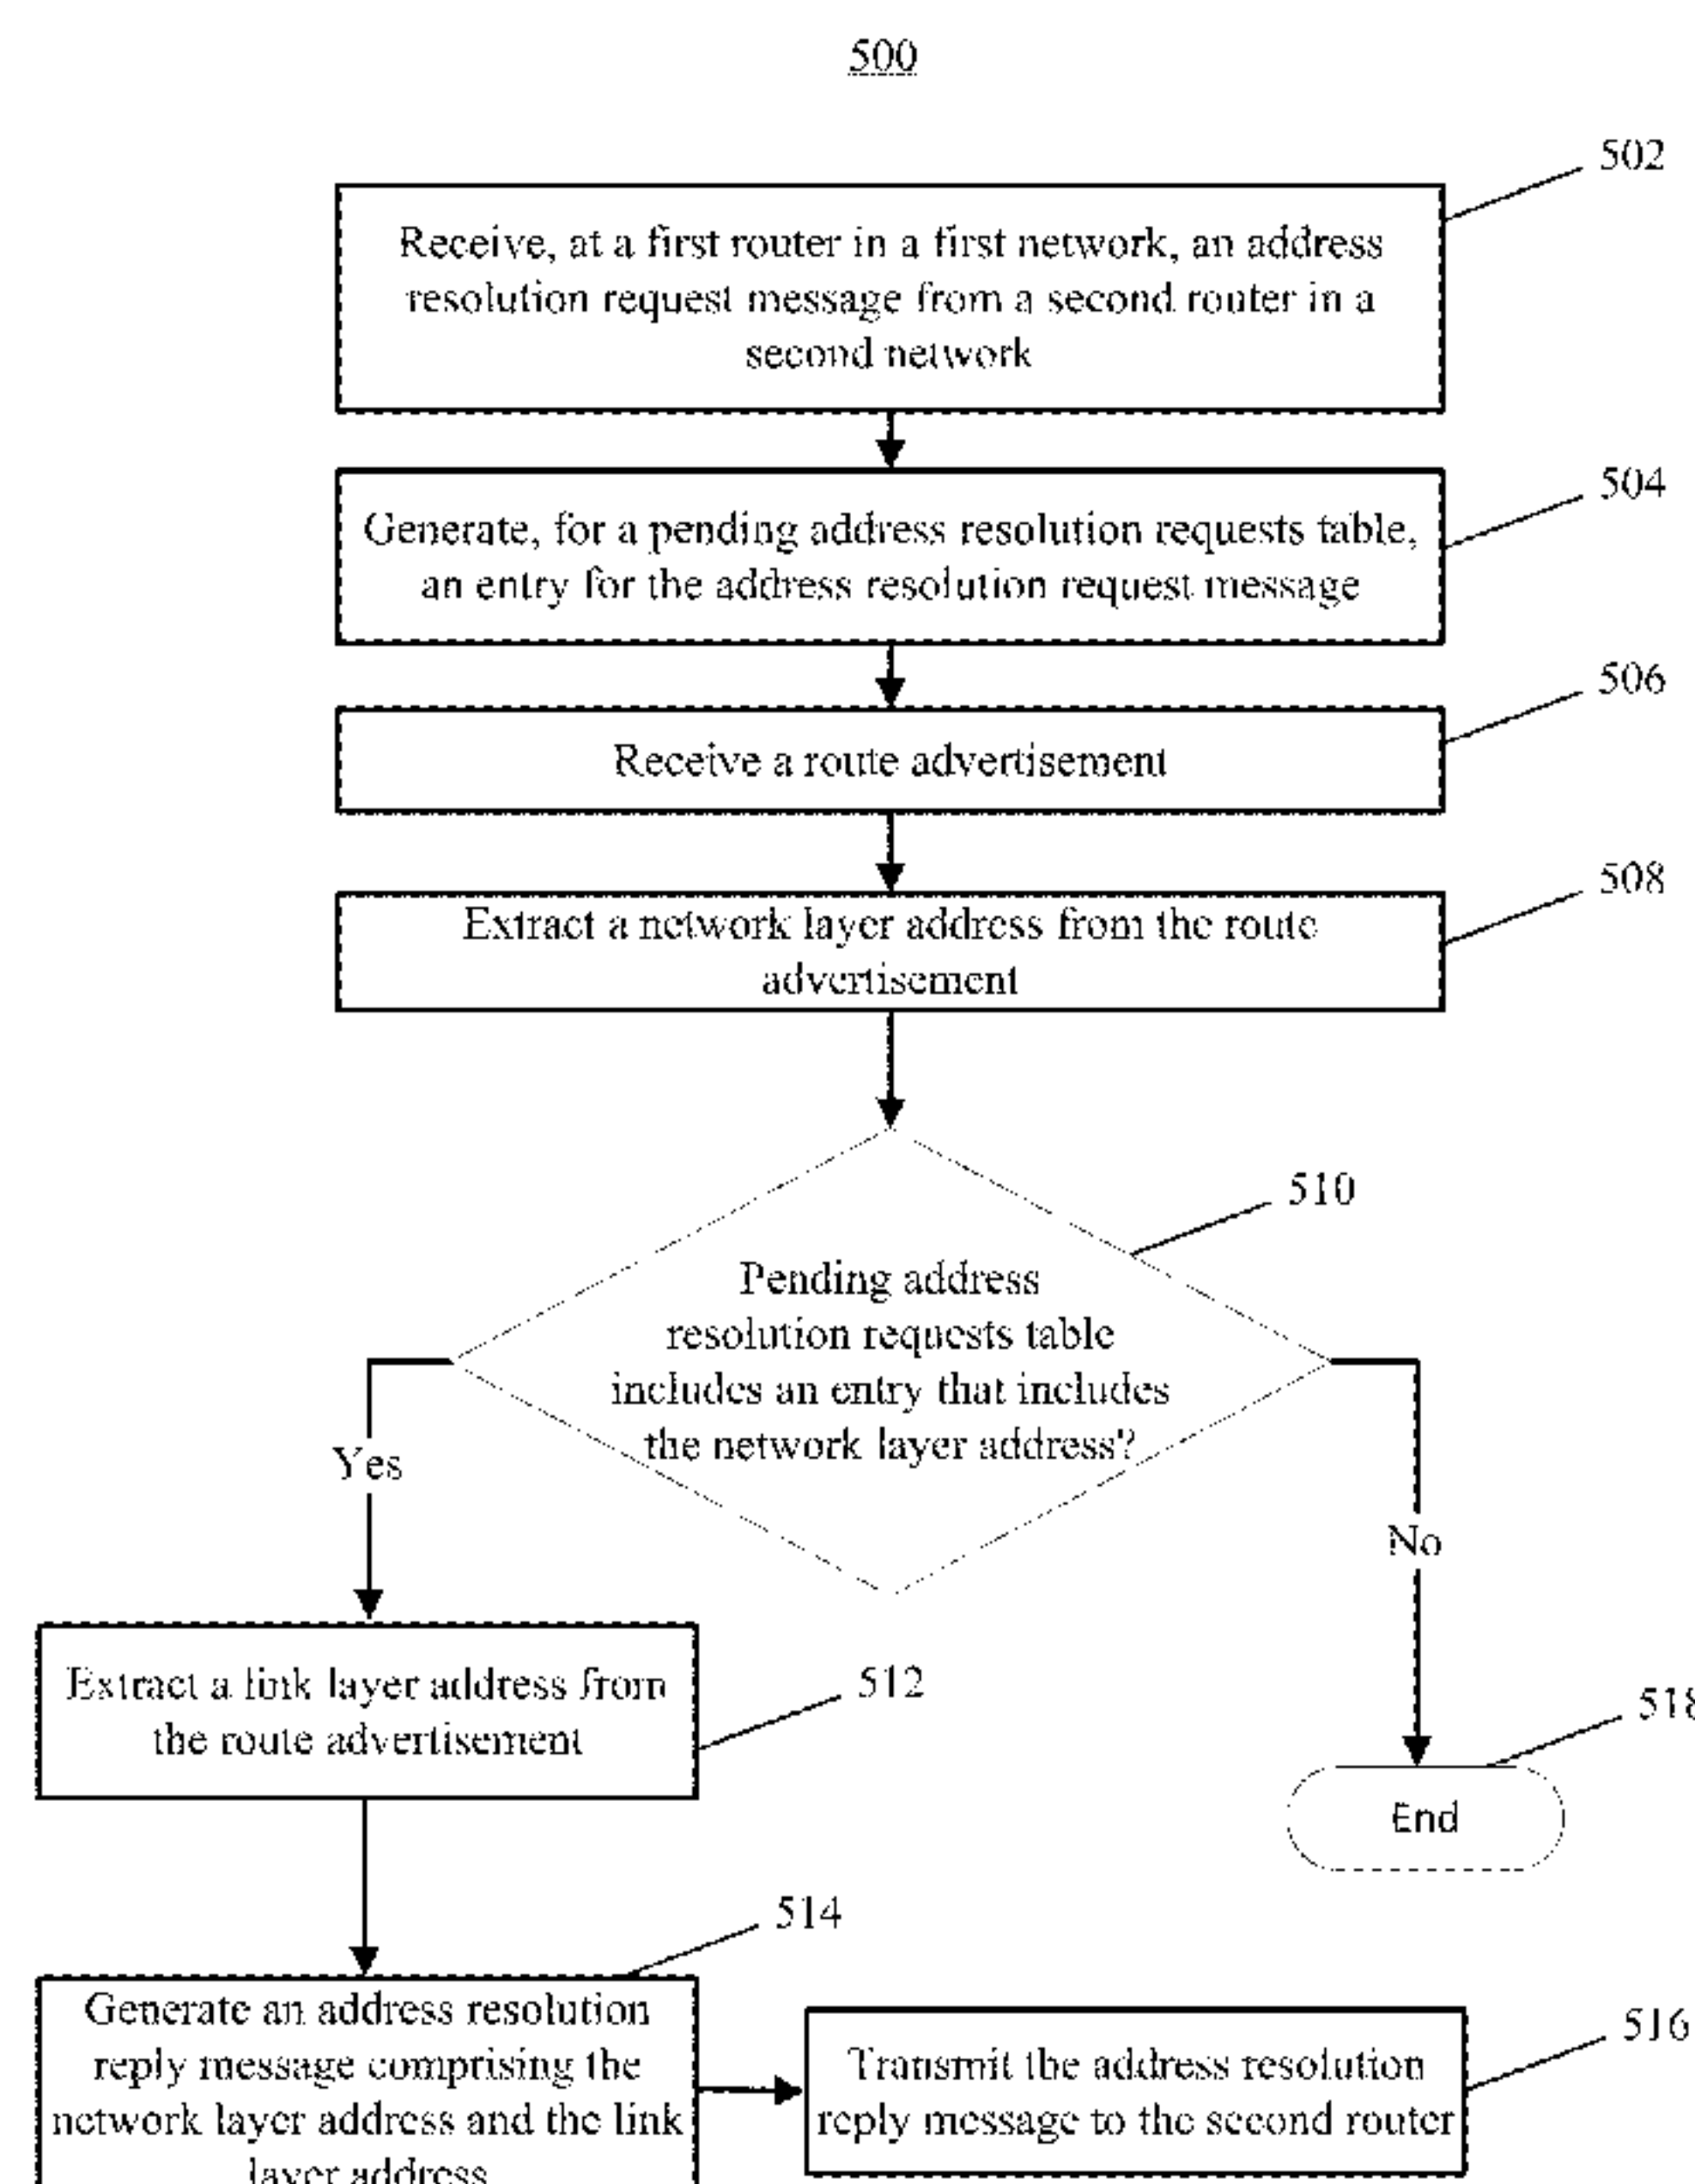 500
502
Receive, at a first router in a first network, an address
resolution request message from a second router in a
second network
504
Generate, for a pending address resolution requests table,
an entry for the address resolution request message
506
Receive a route advertisement
508
Extract a network layer address from the route
advertisement
510
Pending address
resolution requests table
includes an entry that includes
the network layer address?
Yes
No
Extract a link layer address from
the route advertisement
512
518
End
514
Generate an address resolution
reply message comprising the
network layer address and the link
layer address
516
Transmit the address resolution
reply message to the second router